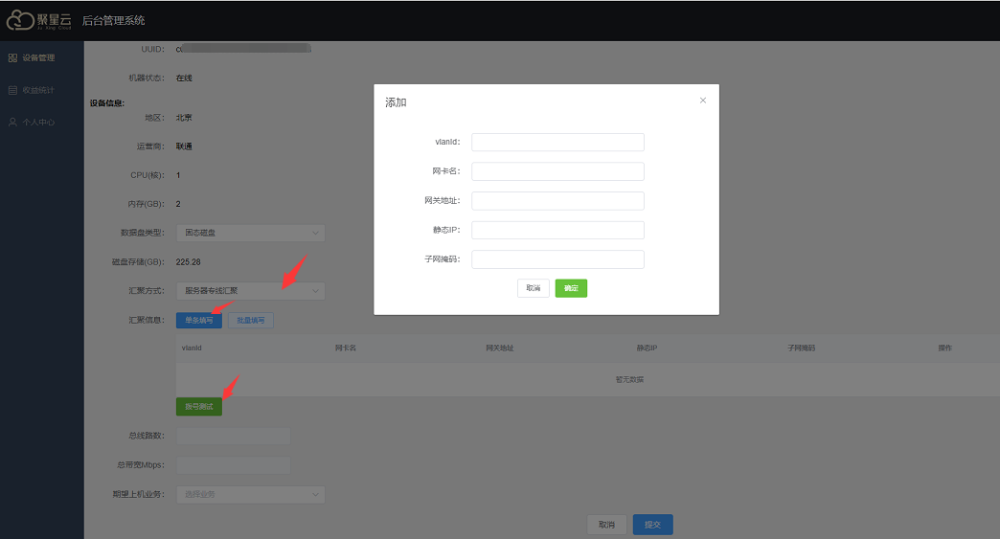 聚星云
Ju Xing Cloud
后台管理系统
设备管理
收益统计
个人中心
UUID:
机器状态: 在线
设备信息:
地区: 北京
运营商: 联通
CPU(核): 1
内存(GB): 2
数据盘类型: 固态磁盘
磁盘存储(GB): 225.28
汇聚方式: 服务器专线汇聚
汇聚信息: 单条填写 批量填写
vlanId 网卡名 网关地址 静态IP 子网掩码 操作
暂无数据
拨号测试
总线路数:
总带宽Mbps:
期望上机业务: 选择业务
取消 提交
添加
vlanId:
网卡名:
网关地址:
静态IP:
子网掩码:
取消 确定